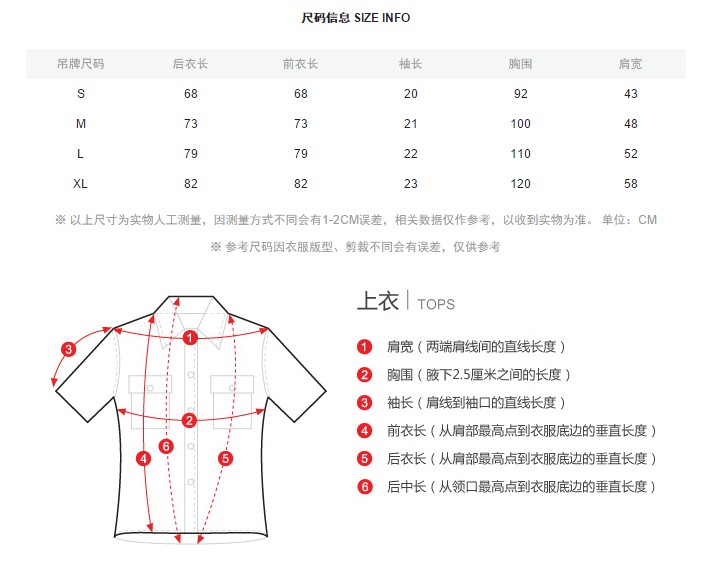 尺码信息 SIZE INFO
吊牌尺码 后衣长 前衣长 袖长 胸围 肩宽
S 68 68 20 92 43
M 73 73 21 100 48
L 79 79 22 110 52
XL 82 82 23 120 58
※ 以上尺寸为实物人工测量，因测量方式不同会有1-2CM误差，相关数据仅作参考，以收到实物为准。 单位：CM
※ 参考尺码因衣服版型、剪裁不同会有误差，仅供参考
上衣 | TOPS
1 肩宽（两端肩线间的直线长度）
2 胸围（腋下2.5厘米之间的长度）
3 袖长（肩线到袖口的直线长度）
4 前衣长（从肩部最高点到衣服底边的垂直长度）
5 后衣长（从肩部最高点到衣服底边的垂直长度）
6 后中长（从领口最高点到衣服底边的垂直长度）
1
3
2
6
4
5